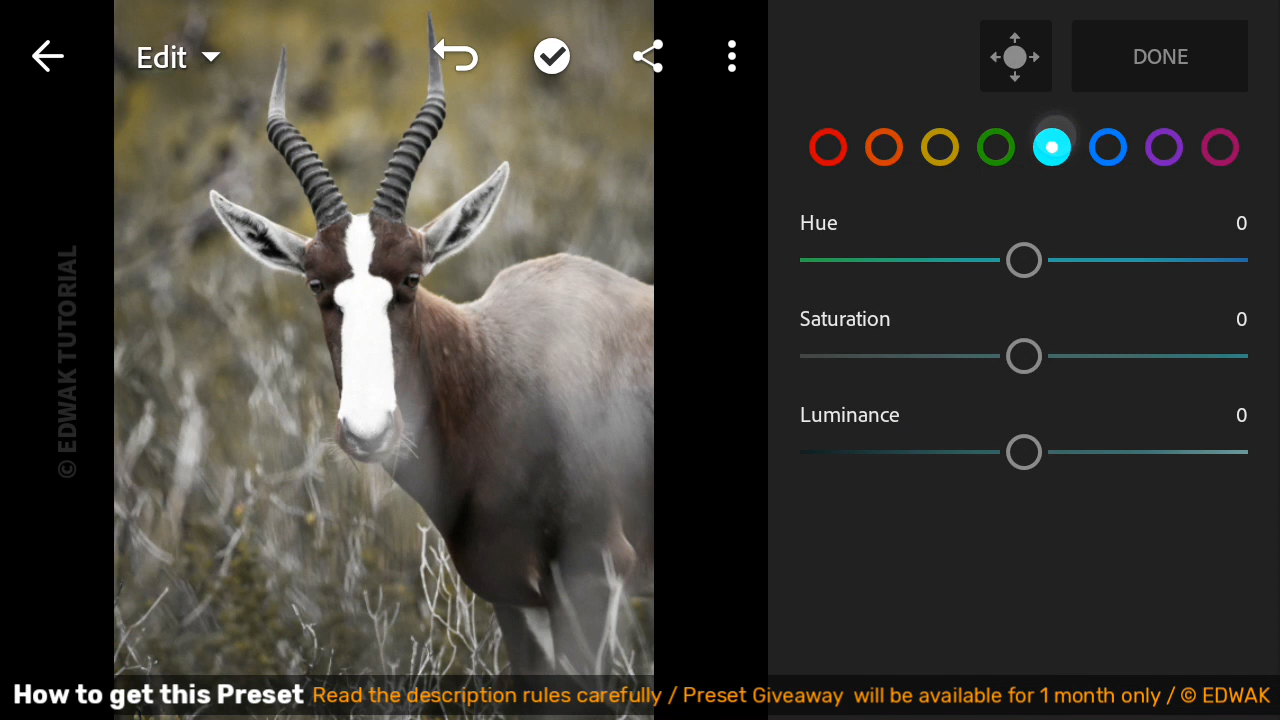 Edit
DONE
Hue 0
Saturation 0
Luminance 0
© EDWAK TUTORIAL
How to get this Preset Read the description rules carefully / Preset Giveaway will be available for 1 month only / © EDWAK